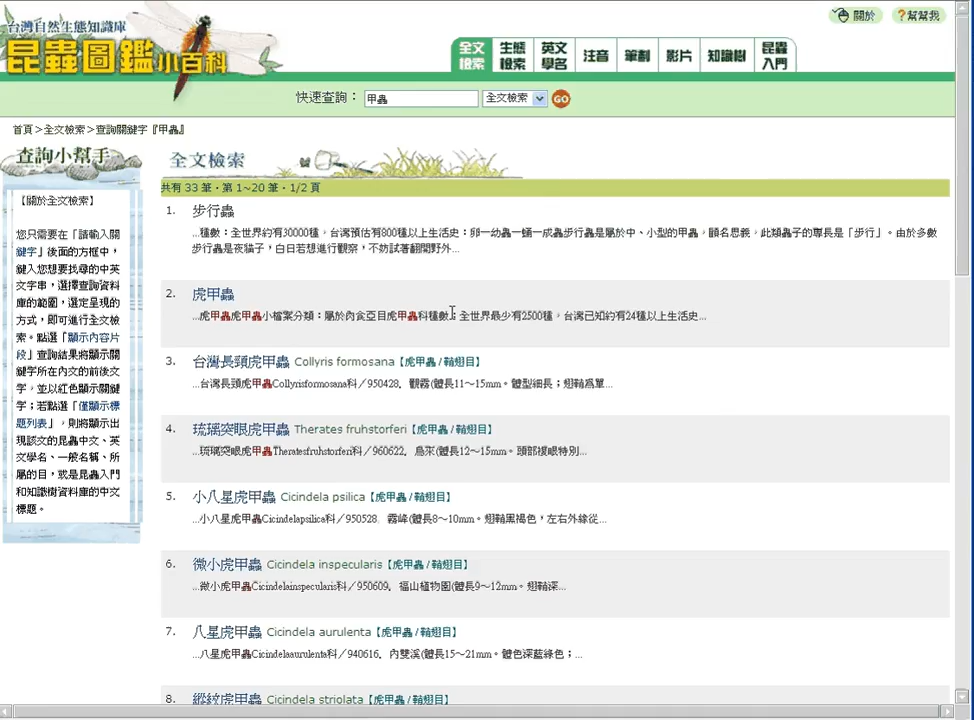 關於
?幫幫我
台灣自然生態知識庫
昆蟲圖鑑小百科
全文檢索
生態檢索
英文學名
注音
筆劃
影片
知識樹
昆蟲入門
快速查詢： 甲蟲 全文檢索 GO
首頁>全文檢索>查詢關鍵字『甲蟲』
查詢小幫手
【關於全文檢索】
您只需要在「請輸入關
鍵字」後面的方框中，
鍵入您想要找尋的中英
文字串，選擇查詢資料
庫的範圍，選定呈現的
方式，即可進行全文檢
索。點選「顯示內容片
段」查詢結果將顯示關
鍵字所在內文的前後文
字，並以紅色顯示關鍵
字；若點選「僅顯示標
題列表」，則將顯示出
現該文的昆蟲中文、英
文學名、一般名稱、所
屬的目，或是昆蟲入門
和知識樹資料庫的中文
標題。
全文檢索
共有 33 筆‧第 1~20 筆‧1/2 頁
1. 步行蟲
...種數：全世界約有30000種，台灣預估有800種以上生活史：卵─幼蟲─蛹─成蟲步行蟲是屬於中、小型的甲蟲，顧名思義，此類蟲子的專長是「步行」。由於多數
步行蟲是夜貓子，白日若想進行觀察，不妨試著翻開野外...
2. 虎甲蟲
...虎甲蟲虎甲蟲小檔案分類：屬於肉食亞目虎甲蟲科種數：全世界最少有2500種，台灣已知約有24種以上生活史...
3. 台灣長頸虎甲蟲 Collyris formosana【虎甲蟲 / 鞘翅目】
...台灣長頸虎甲蟲Collyrisformosana科／950428，觀霧(體長11～15mm。體型細長；翅鞘為單...
4. 琉璃突眼虎甲蟲 Therates fruhstorferi【虎甲蟲 / 鞘翅目】
...琉璃突眼虎甲蟲Theratesfruhstorferi科／960622，烏來(體長12～15mm。頭部複眼特別...
5. 小八星虎甲蟲 Cicindela psilica【虎甲蟲 / 鞘翅目】
...小八星虎甲蟲Cicindelapsilica科／950528，霧峰(體長8～10mm。翅鞘黑褐色，左右外緣從...
6. 微小虎甲蟲 Cicindela inspecularis【虎甲蟲 / 鞘翅目】
...微小虎甲蟲Cicindelainspecularis科／950609，福山植物園(體長9～12mm。翅鞘深...
7. 八星虎甲蟲 Cicindela aurulenta【虎甲蟲 / 鞘翅目】
...八星虎甲蟲Cicindelaaurulenta科／940616，內雙溪(體長15～21mm。體色深藍綠色；...
8. 縱紋虎甲蟲 Cicindela striolata【虎甲蟲 / 鞘翅目】